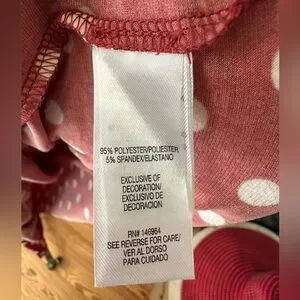 95% POLYESTER/POLIESTER
5% SPANDEX/ELASTANO
EXCLUSIVE OF
DECORATION/
EXCLUSIVO DE
DECORACION
RN# 146964
SEE REVERSE FOR CARE/
VER AL DORSO
PARA CUIDADO